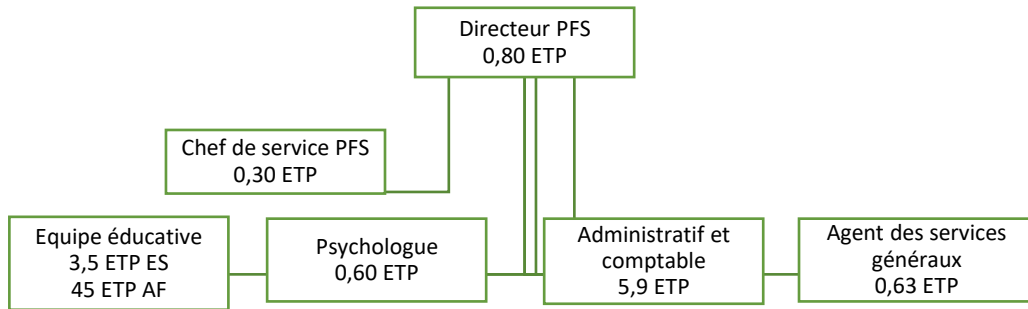 Directeur PFS
0,80 ETP
Chef de service PFS
0,30 ETP
Equipe éducative
3,5 ETP ES
45 ETP AF
Psychologue
0,60 ETP
Administratif et
comptable
5,9 ETP
Agent des services
généraux
0,63 ETP